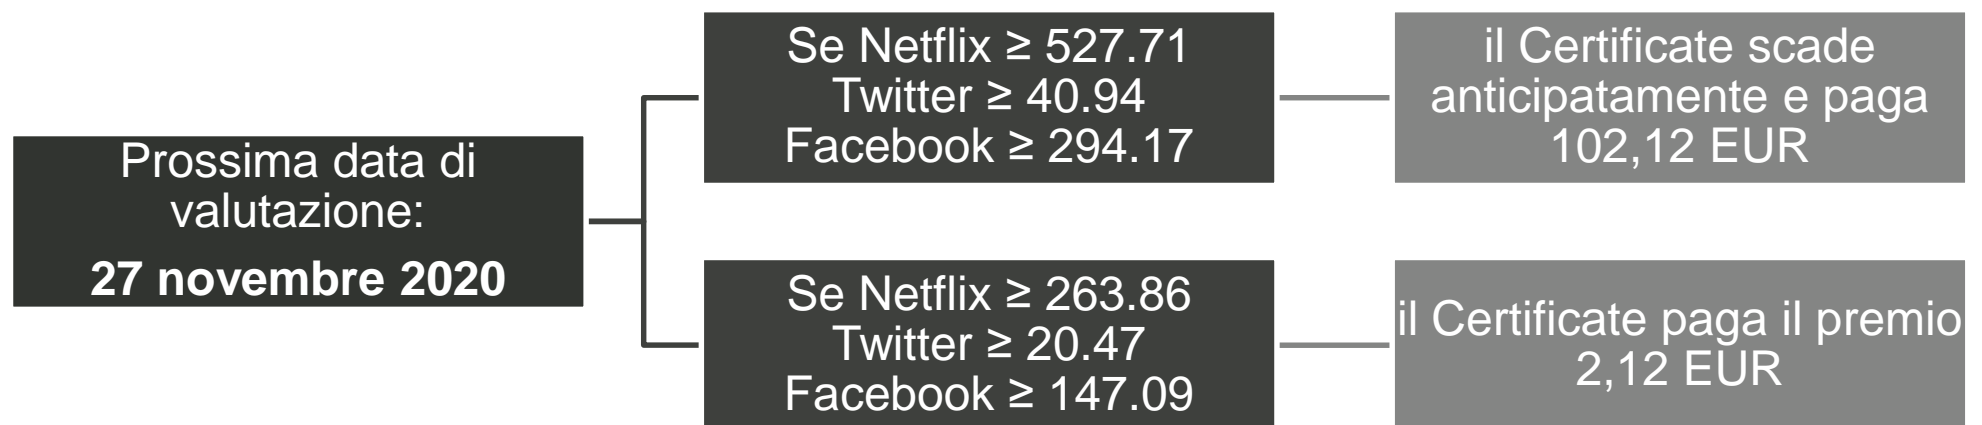 Prossima data di
valutazione:
27 novembre 2020
Se Netflix ≥ 527.71
Twitter ≥ 40.94
Facebook ≥ 294.17
il Certificate scade
anticipatamente e paga
102,12 EUR
Se Netflix ≥ 263.86
Twitter ≥ 20.47
Facebook ≥ 147.09
il Certificate paga il premio
2,12 EUR